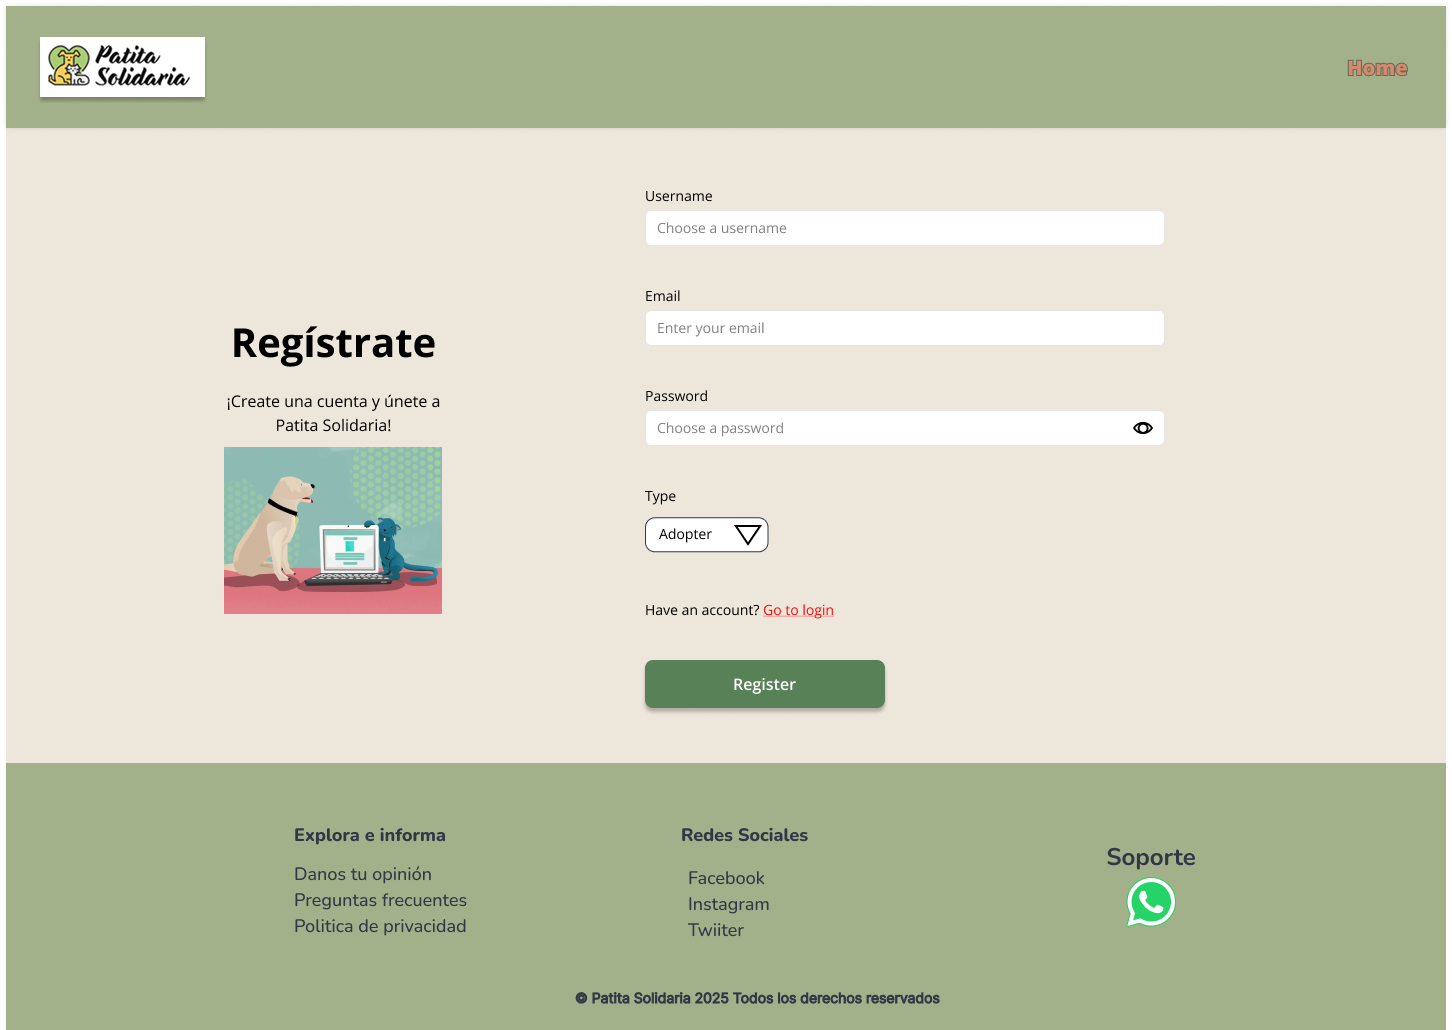 Patita
Solidaria
Home
Regístrate
¡Create una cuenta y únete a
Patita Solidaria!
Username
Choose a username
Email
Enter your email
Password
Choose a password
Type
Adopter
Have an account? Go to login
Register
Explora e informa
Danos tu opinión
Preguntas frecuentes
Politica de privacidad
Redes Sociales
Facebook
Instagram
Twiiter
Soporte
© Patita Solidaria 2025 Todos los derechos reservados